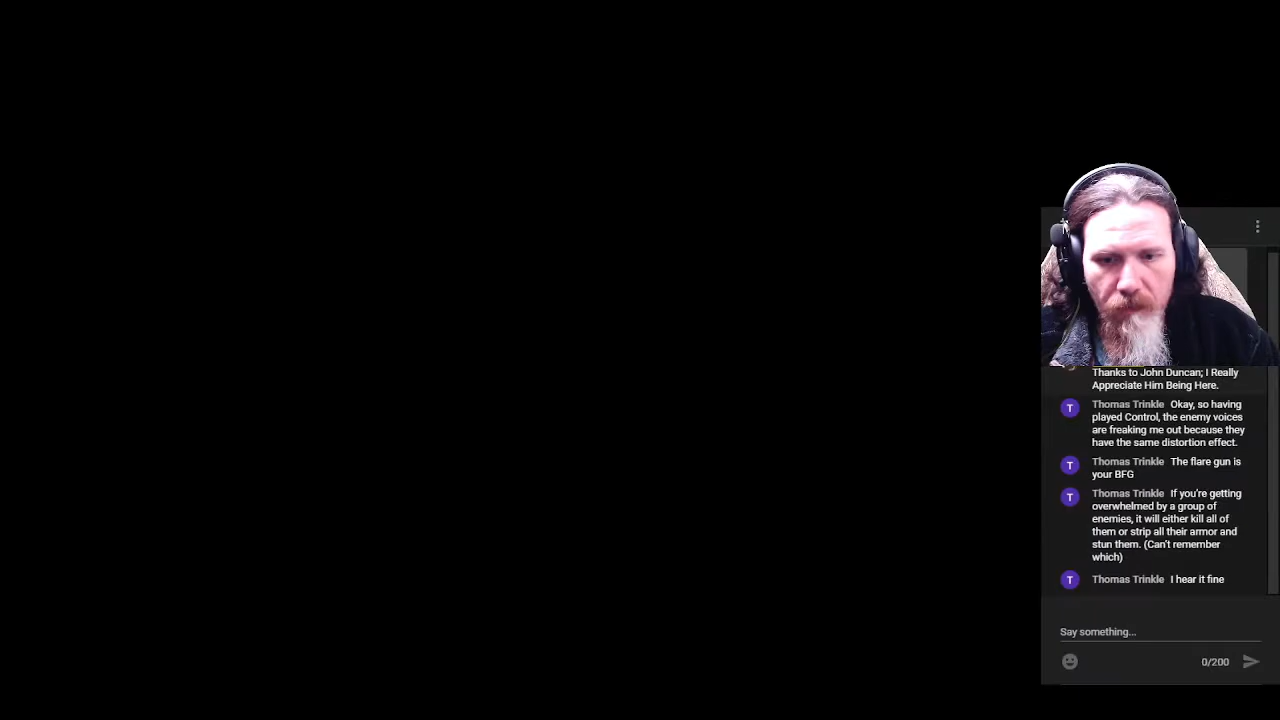 Thanks to John Duncan; I Really
Appreciate Him Being Here.
T
Thomas Trinkle Okay, so having
played Control, the enemy voices
are freaking me out because they
have the same distortion effect.
T
Thomas Trinkle The flare gun is
your BFG
T
Thomas Trinkle If you're getting
overwhelmed by a group of
enemies, it will either kill all of
them or strip all their armor and
stun them. (Can't remember
which)
T
Thomas Trinkle I hear it fine
Say something...
0/200